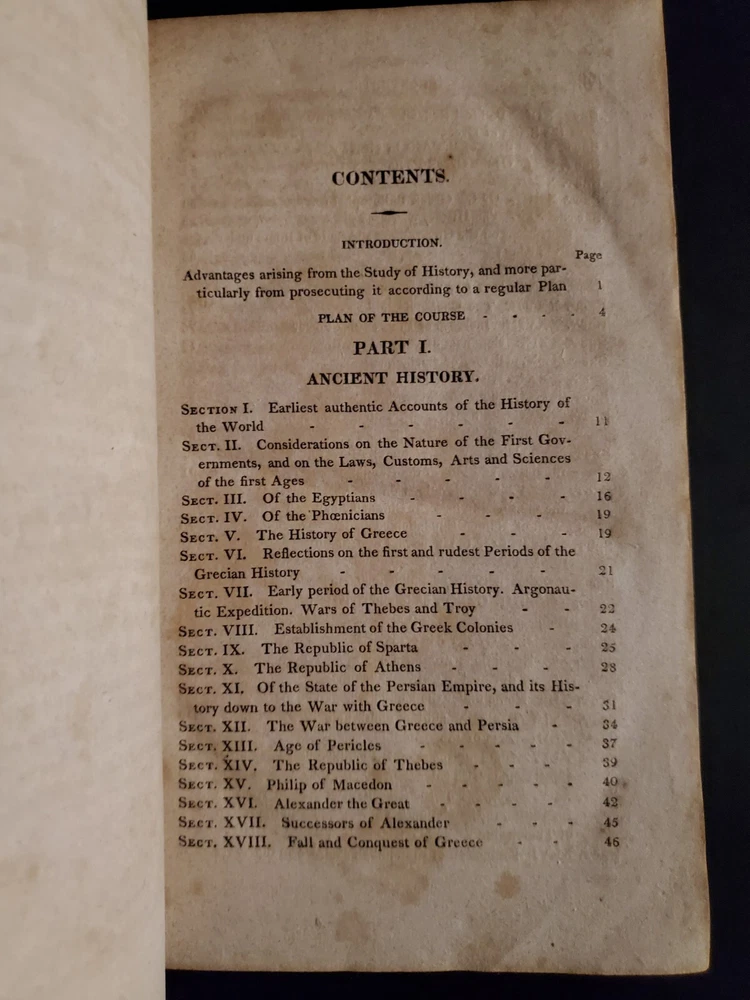 CONTENTS.
INTRODUCTION.
Page
Advantages arising from the Study of History, and more par-
ticularly from prosecuting it according to a regular Plan 1
PLAN OF THE COURSE - - - - 4
PART I.
ANCIENT HISTORY.
SECTION I. Earliest authentic Accounts of the History of
the World - - - - - - 11
SECT. II. Considerations on the Nature of the First Gov-
ernments, and on the Laws, Customs, Arts and Sciences
of the first Ages - - - - - 12
SECT. III. Of the Egyptians - - - - 16
SECT. IV. Of the Phœnicians - - - 19
SECT. V. The History of Greece - - - 19
SECT. VI. Reflections on the first and rudest Periods of the
Grecian History - - - - - 21
SECT. VII. Early period of the Grecian History. Argonau-
tic Expedition. Wars of Thebes and Troy - - 22
SECT. VIII. Establishment of the Greek Colonies - 24
SECT. IX. The Republic of Sparta - - - 25
SECT. X. The Republic of Athens - - - 28
SECT. XI. Of the State of the Persian Empire, and its His-
tory down to the War with Greece - - - 31
SECT. XII. The War between Greece and Persia - 34
SECT. XIII. Age of Pericles - - - - - 37
SECT. XIV. The Republic of Thebes - - - 39
SECT. XV. Philip of Macedon - - - - - 40
SECT. XVI. Alexander the Great - - - - 42
SECT. XVII. Successors of Alexander - - - 45
SECT. XVIII. Fall and Conquest of Greece - - 46